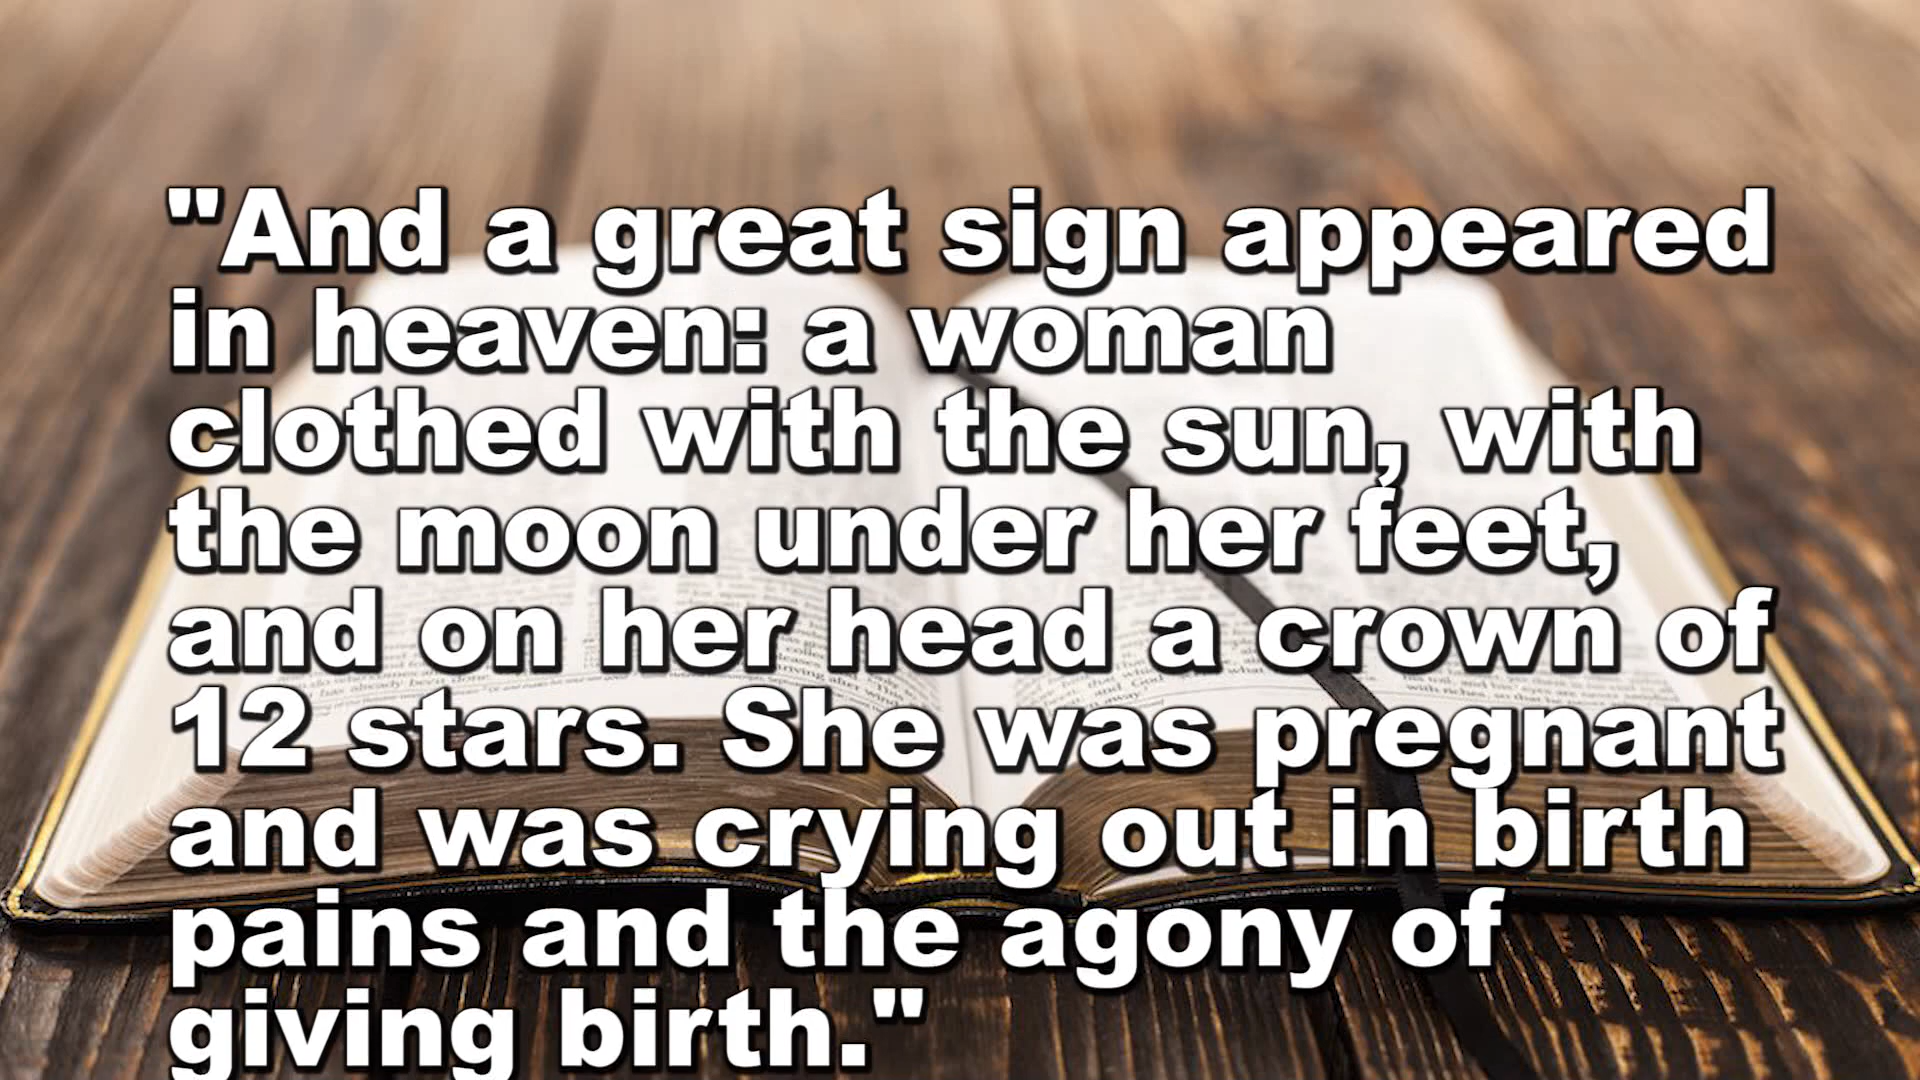 "And a great sign appeared
in heaven: a woman
clothed with the sun, with
the moon under her feet,
and on her head a crown of
12 stars. She was pregnant
and was crying out in birth
pains and the agony of
giving birth."